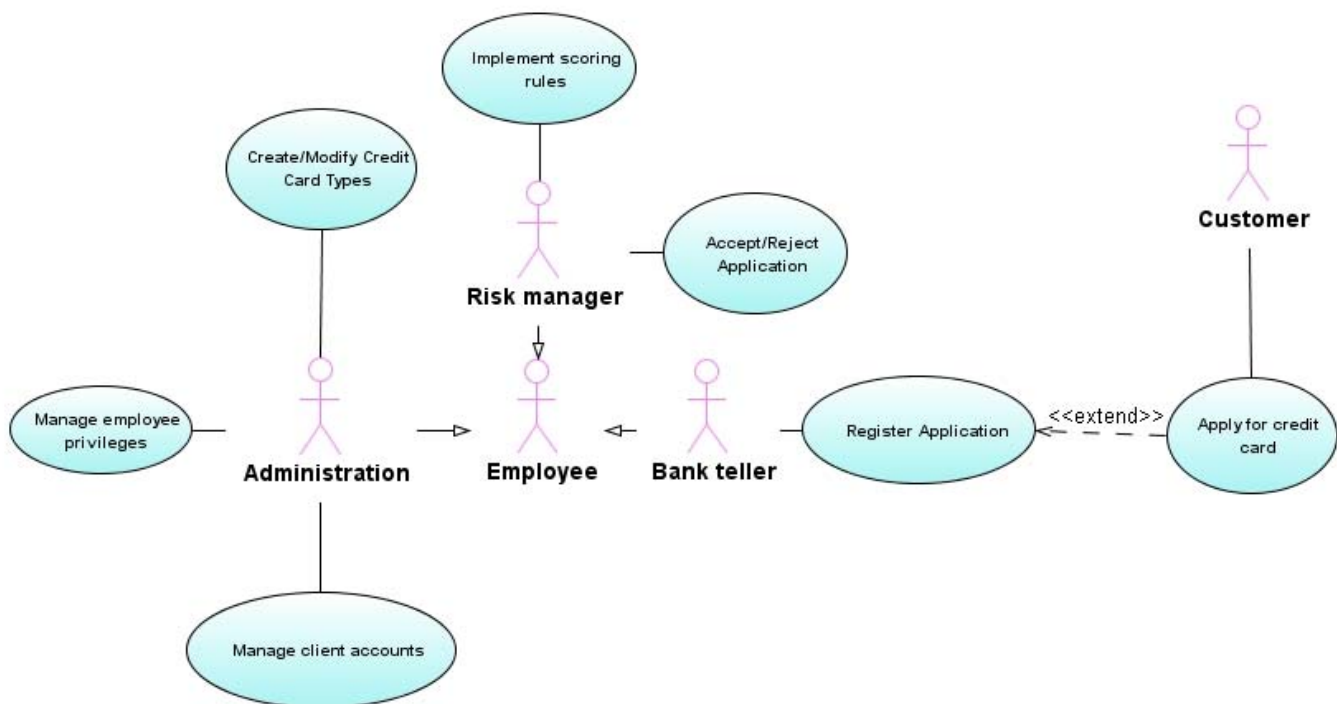 Implement scoring
rules
Create/Modify Credit
Card Types
Customer
Accept/Reject
Application
Risk manager
Manage employee
privileges
Administration
Employee
Bank teller
Register Application
<<extend>>
Apply for credit
card
Manage client accounts